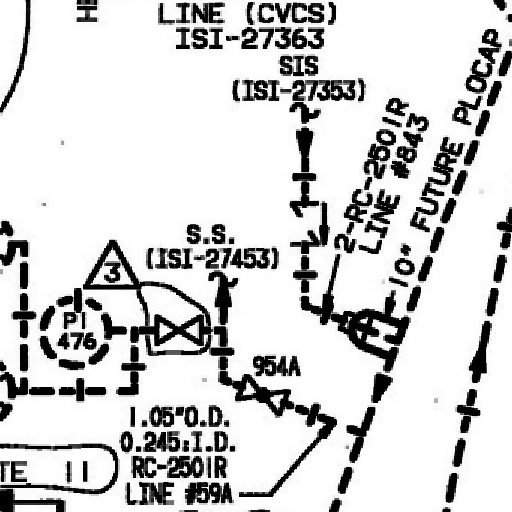 HE
LINE (CVCS)
ISI-27363
SIS
(ISI-27353)
2-RC-2501R
LINE #843
10" FUTURE PLOCAP
S.S.
(ISI-27453)
3
PI
476
954A
1.05"O.D.
0.245:I.D.
RC-2501R
LINE #59A
TE 11